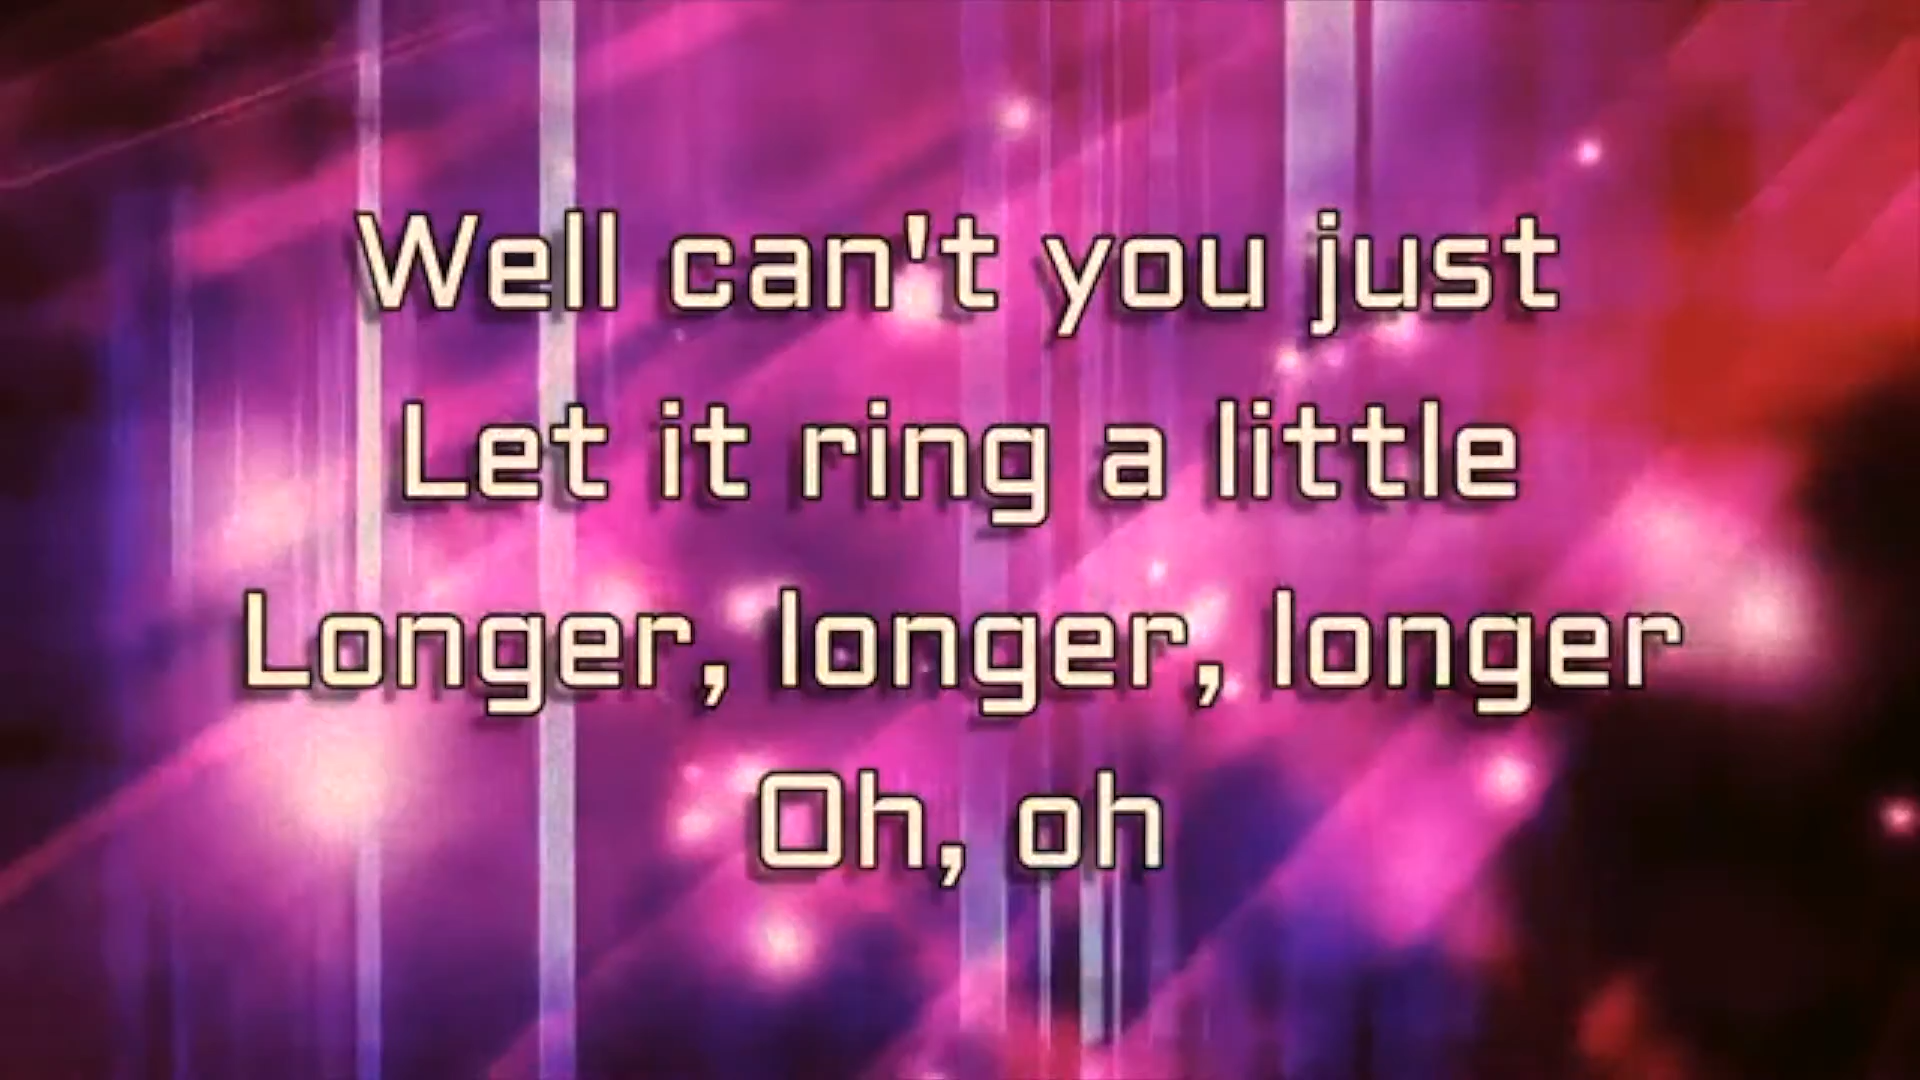 Well can't you just
Let it ring a little
Longer, longer, longer
Oh, oh